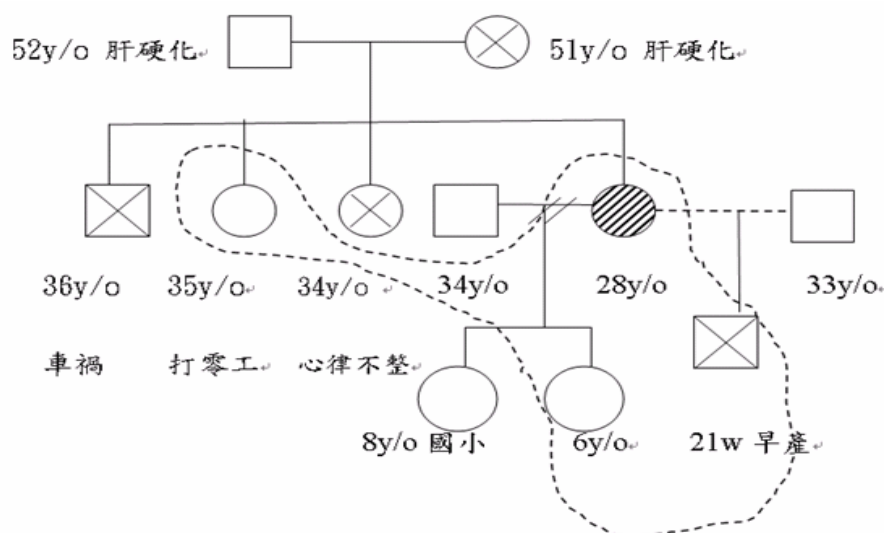 52y/o 肝硬化
51y/o 肝硬化
36y/o 35y/o 34y/o 34y/o 28y/o 33y/o
車禍 打零工 心律不整
8y/o 國小 6y/o 21w 早產